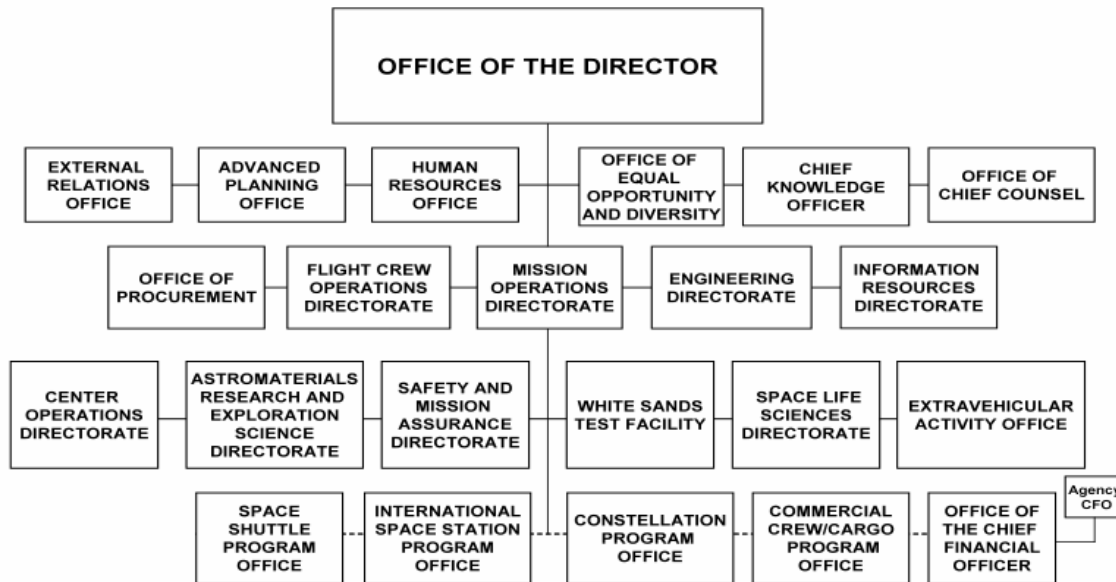 OFFICE OF THE DIRECTOR
EXTERNAL
RELATIONS
OFFICE
ADVANCED
PLANNING
OFFICE
HUMAN
RESOURCES
OFFICE
OFFICE OF
EQUAL
OPPORTUNITY
AND DIVERSITY
CHIEF
KNOWLEDGE
OFFICER
OFFICE OF
CHIEF COUNSEL
OFFICE OF
PROCUREMENT
FLIGHT CREW
OPERATIONS
DIRECTORATE
MISSION
OPERATIONS
DIRECTORATE
ENGINEERING
DIRECTORATE
INFORMATION
RESOURCES
DIRECTORATE
CENTER
OPERATIONS
DIRECTORATE
ASTROMATERIALS
RESEARCH AND
EXPLORATION
SCIENCE
DIRECTORATE
SAFETY AND
MISSION
ASSURANCE
DIRECTORATE
WHITE SANDS
TEST FACILITY
SPACE LIFE
SCIENCES
DIRECTORATE
EXTRAVEHICULAR
ACTIVITY OFFICE
SPACE
SHUTTLE
PROGRAM
OFFICE
INTERNATIONAL
SPACE STATION
PROGRAM
OFFICE
CONSTELLATION
PROGRAM
OFFICE
COMMERCIAL
CREW/CARGO
PROGRAM
OFFICE
OFFICE OF
THE CHIEF
FINANCIAL
OFFICER
Agency
CFO